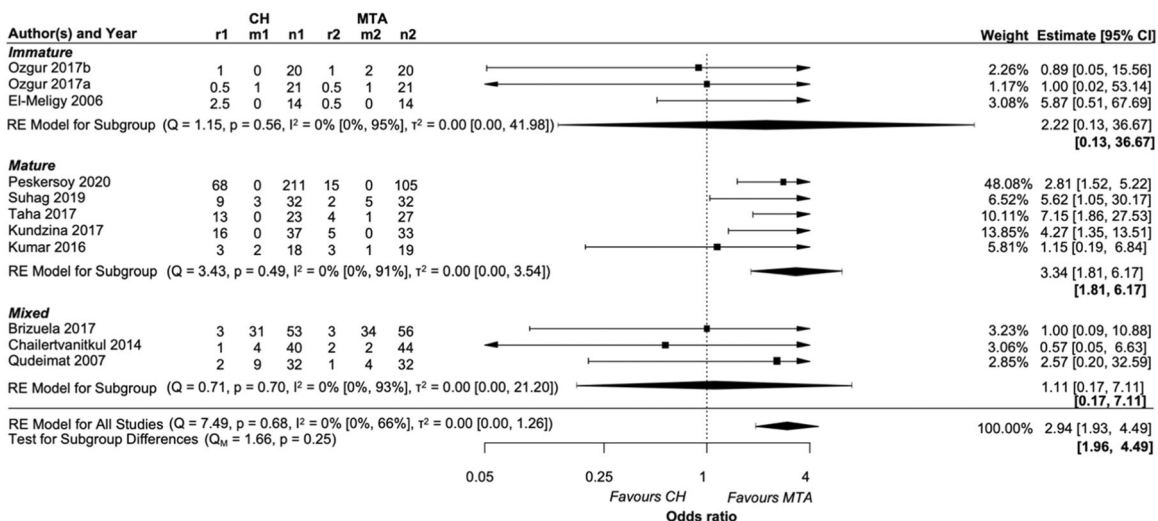 CH MTA
Author(s) and Year r1 m1 n1 r2 m2 n2 Weight Estimate [95% CI]
Immature
Ozgur 2017b 1 0 20 1 2 20 2.26% 0.89 [0.05, 15.56]
Ozgur 2017a 0.5 1 21 0.5 1 21 1.17% 1.00 [0.02, 53.14]
El-Meligy 2006 2.5 0 14 0.5 0 14 3.08% 5.87 [0.51, 67.69]
RE Model for Subgroup (Q = 1.15, p = 0.56, I² = 0% [0%, 95%], τ² = 0.00 [0.00, 41.98]) 2.22 [0.13, 36.67]
[0.13, 36.67]
Mature
Peskersoy 2020 68 0 211 15 0 105 48.08% 2.81 [1.52, 5.22]
Suhag 2019 9 3 32 2 5 32 6.52% 5.62 [1.05, 30.17]
Taha 2017 13 0 23 4 1 27 10.11% 7.15 [1.86, 27.53]
Kundzina 2017 16 0 37 5 0 33 13.85% 4.27 [1.35, 13.51]
Kumar 2016 3 2 18 3 1 19 5.81% 1.15 [0.19, 6.84]
RE Model for Subgroup (Q = 3.43, p = 0.49, I² = 0% [0%, 91%], τ² = 0.00 [0.00, 3.54]) 3.34 [1.81, 6.17]
[1.81, 6.17]
Mixed
Brizuela 2017 3 31 53 3 34 56 3.23% 1.00 [0.09, 10.88]
Chailertvanitkul 2014 1 4 40 2 2 44 3.06% 0.57 [0.05, 6.63]
Qudeimat 2007 2 9 32 1 4 32 2.85% 2.57 [0.20, 32.59]
RE Model for Subgroup (Q = 0.71, p = 0.70, I² = 0% [0%, 93%], τ² = 0.00 [0.00, 21.20]) 1.11 [0.17, 7.11]
[0.17, 7.11]
RE Model for All Studies (Q = 7.49, p = 0.68, I² = 0% [0%, 66%], τ² = 0.00 [0.00, 1.26]) 100.00% 2.94 [1.93, 4.49]
Test for Subgroup Differences (QM = 1.66, p = 0.25) [1.96, 4.49]
0.05 0.25 1 4
Favours CH Favours MTA
Odds ratio